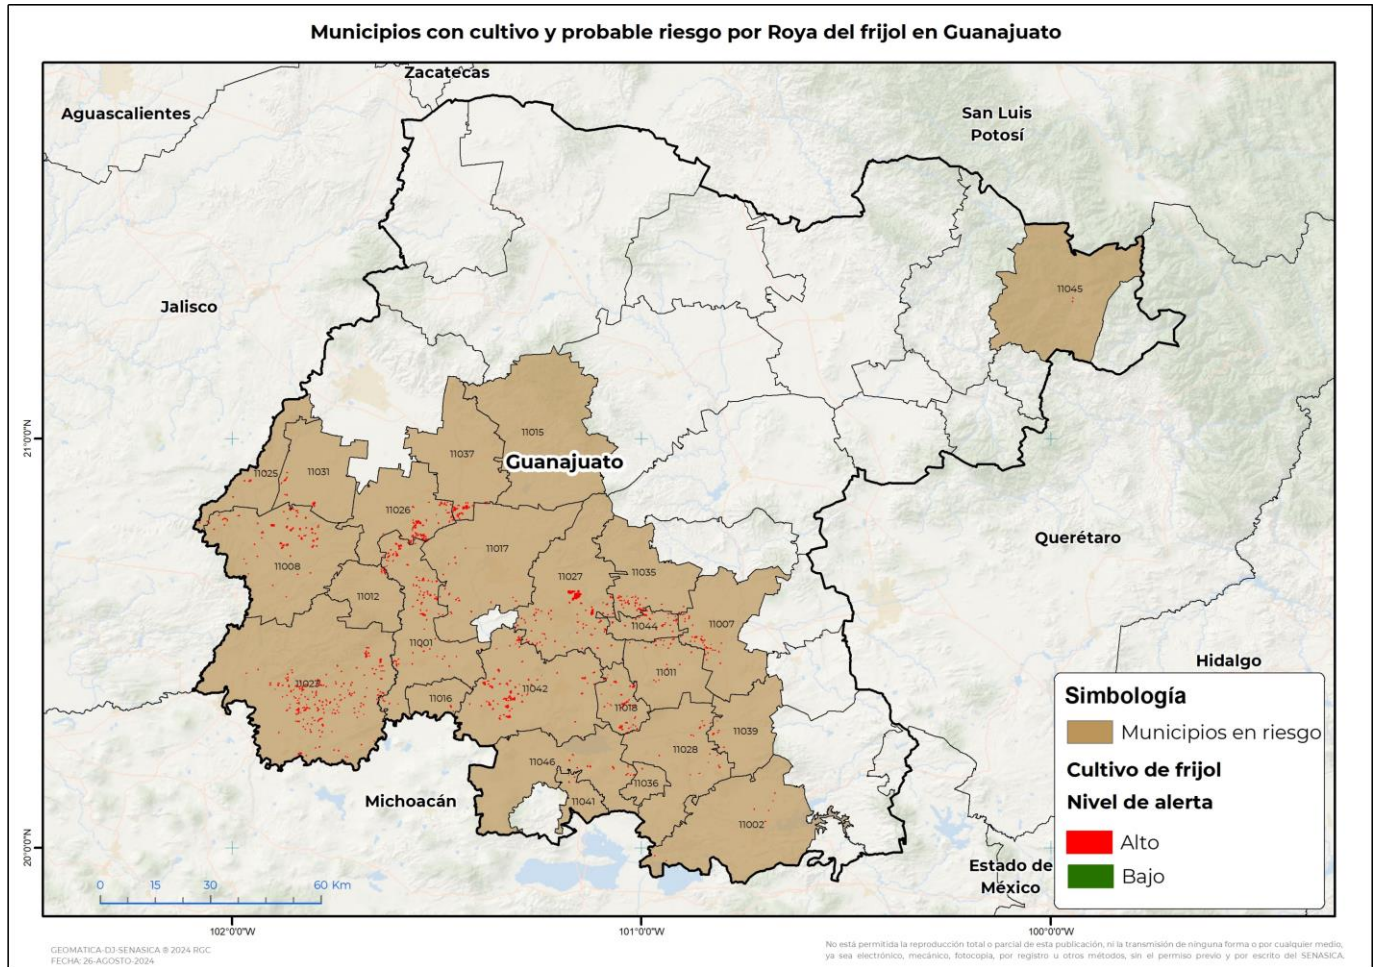 Municipios con cultivo y probable riesgo por Roya del frijol en Guanajuato
Zacatecas
Aguascalientes
San Luis
Potosí
11045
Jalisco
21°0'0"N
11015
11037
Guanajuato
11025
11031
11026
11017
Querétaro
11008
11027
11035
11012
11007
11044
11001
Hidalgo
11011
11023
11042
11016
11018
11039
11028
11046
11036
Michoacán
11041
11002
20°0'0"N
Estado de
México
Simbología
Municipios en riesgo
Cultivo de frijol
Nivel de alerta
Alto
Bajo
0 15 30 60 Km
102°0'0"W
101°0'0"W
100°0'0"W
GEOMATICA-DJ-SENASICA ® 2024 RGC
FECHA: 26-AGOSTO-2024
No está permitida la reproducción total o parcial de esta publicación, ni la transmisión de ninguna forma o por cualquier medio,
ya sea electrónico, mecánico, fotocopia, por registro u otros métodos, sin el permiso previo y por escrito del SENASICA.